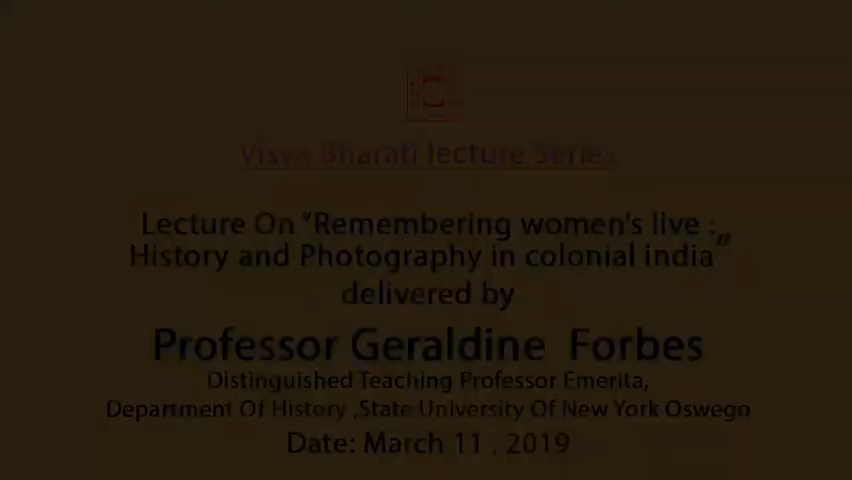 Visva Bharati lecture Series
Lecture On “Remembering women's live :
History and Photography in colonial india”
delivered by
Professor Geraldine Forbes
Distinguished Teaching Professor Emerita,
Department Of History ,State University Of New York Oswego
Date: March 11 , 2019